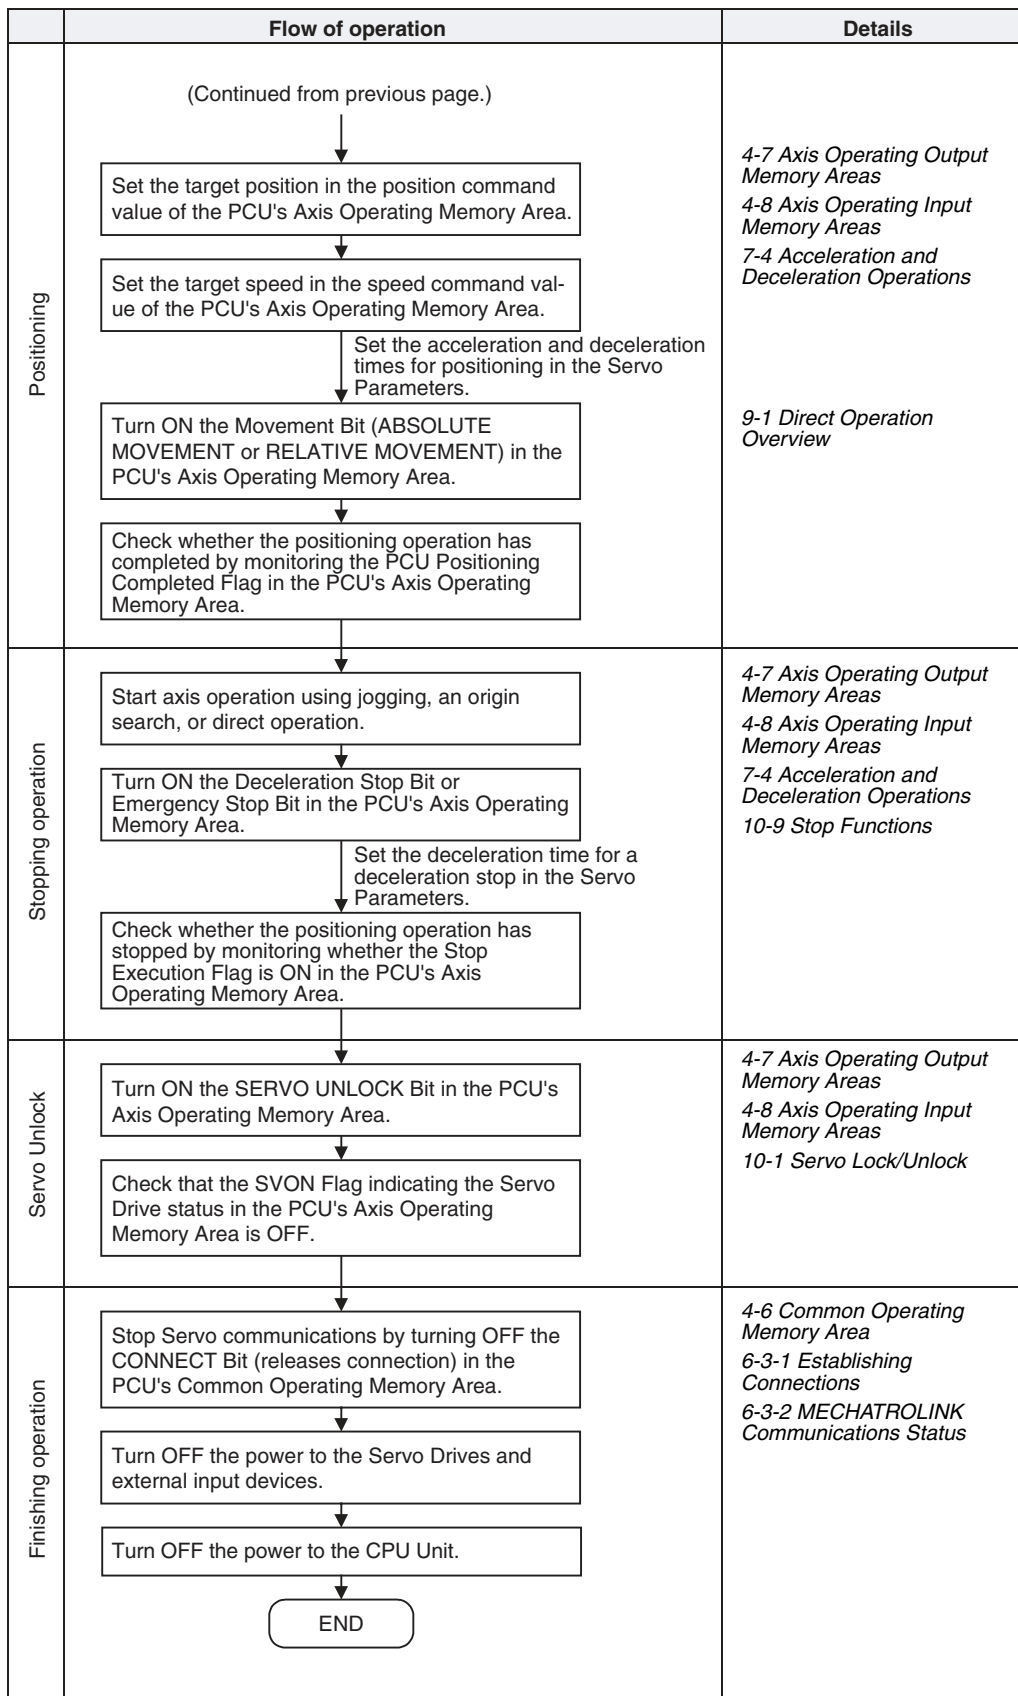 Flow of operation
Details
Positioning
(Continued from previous page.)
Set the target position in the position command
value of the PCU's Axis Operating Memory Area.
Set the target speed in the speed command val-
ue of the PCU's Axis Operating Memory Area.
Set the acceleration and deceleration
times for positioning in the Servo
Parameters.
Turn ON the Movement Bit (ABSOLUTE
MOVEMENT or RELATIVE MOVEMENT) in the
PCU's Axis Operating Memory Area.
Check whether the positioning operation has
completed by monitoring the PCU Positioning
Completed Flag in the PCU's Axis Operating
Memory Area.
4-7 Axis Operating Output
Memory Areas
4-8 Axis Operating Input
Memory Areas
7-4 Acceleration and
Deceleration Operations
9-1 Direct Operation
Overview
Stopping operation
Start axis operation using jogging, an origin
search, or direct operation.
Turn ON the Deceleration Stop Bit or
Emergency Stop Bit in the PCU's Axis Operating
Memory Area.
Set the deceleration time for a
deceleration stop in the Servo
Parameters.
Check whether the positioning operation has
stopped by monitoring whether the Stop
Execution Flag is ON in the PCU's Axis
Operating Memory Area.
4-7 Axis Operating Output
Memory Areas
4-8 Axis Operating Input
Memory Areas
7-4 Acceleration and
Deceleration Operations
10-9 Stop Functions
Servo Unlock
Turn ON the SERVO UNLOCK Bit in the PCU's
Axis Operating Memory Area.
Check that the SVON Flag indicating the Servo
Drive status in the PCU's Axis Operating
Memory Area is OFF.
4-7 Axis Operating Output
Memory Areas
4-8 Axis Operating Input
Memory Areas
10-1 Servo Lock/Unlock
Finishing operation
Stop Servo communications by turning OFF the
CONNECT Bit (releases connection) in the
PCU's Common Operating Memory Area.
Turn OFF the power to the Servo Drives and
external input devices.
Turn OFF the power to the CPU Unit.
END
4-6 Common Operating
Memory Area
6-3-1 Establishing
Connections
6-3-2 MECHATROLINK
Communications Status